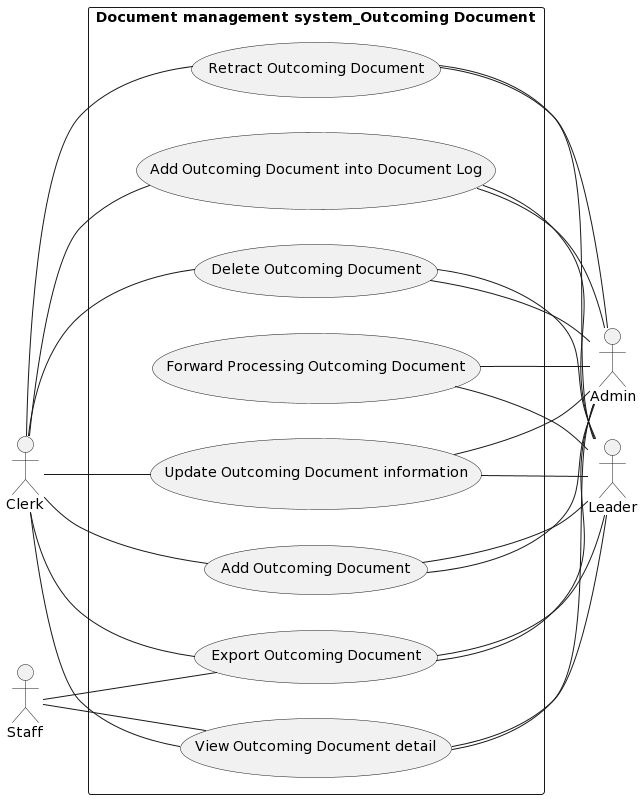 Document management system_Outcoming Document
Retract Outcoming Document
Add Outcoming Document into Document Log
Delete Outcoming Document
Forward Processing Outcoming Document
Admin
Update Outcoming Document information
Clerk
Leader
Add Outcoming Document
Export Outcoming Document
Staff
View Outcoming Document detail